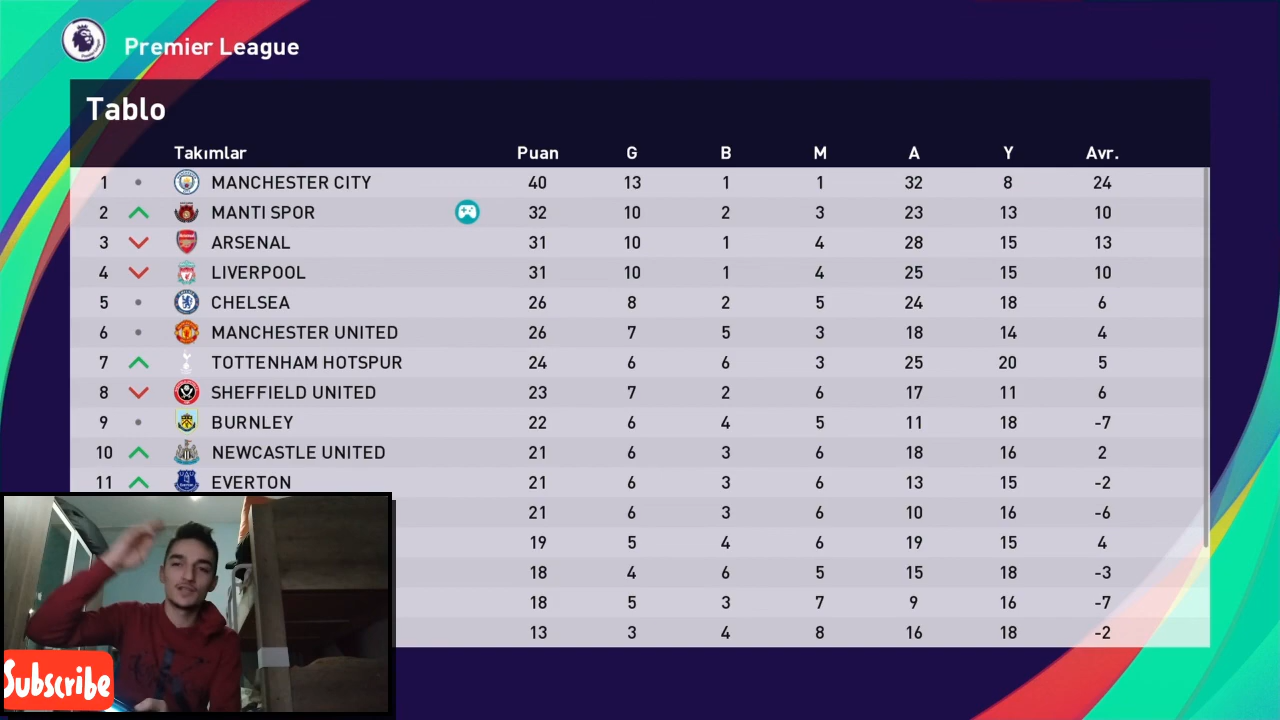 Premier League
Tablo
Takımlar Puan G B M A Y Avr.
1 MANCHESTER CITY 40 13 1 1 32 8 24
2 MANTI SPOR 32 10 2 3 23 13 10
3 ARSENAL 31 10 1 4 28 15 13
4 LIVERPOOL 31 10 1 4 25 15 10
5 CHELSEA 26 8 2 5 24 18 6
6 MANCHESTER UNITED 26 7 5 3 18 14 4
7 TOTTENHAM HOTSPUR 24 6 6 3 25 20 5
8 SHEFFIELD UNITED 23 7 2 6 17 11 6
9 BURNLEY 22 6 4 5 11 18 -7
10 NEWCASTLE UNITED 21 6 3 6 18 16 2
11 EVERTON 21 6 3 6 13 15 -2
21 6 3 6 10 16 -6
19 5 4 6 19 15 4
18 4 6 5 15 18 -3
18 5 3 7 9 16 -7
13 3 4 8 16 18 -2
Subscribe